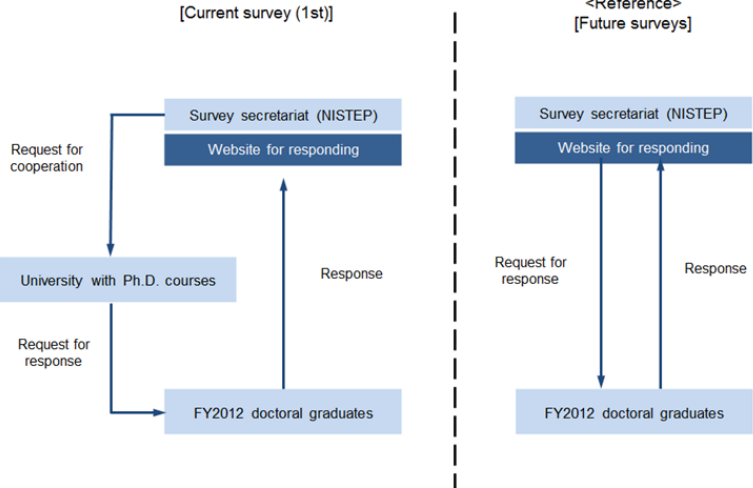 [Current survey (1st)]
Survey secretariat (NISTEP)
Website for responding
Request for
cooperation
University with Ph.D. courses
Response
Request for
response
FY2012 doctoral graduates
<Reference>
[Future surveys]
Survey secretariat (NISTEP)
Website for responding
Request for
response
Response
FY2012 doctoral graduates